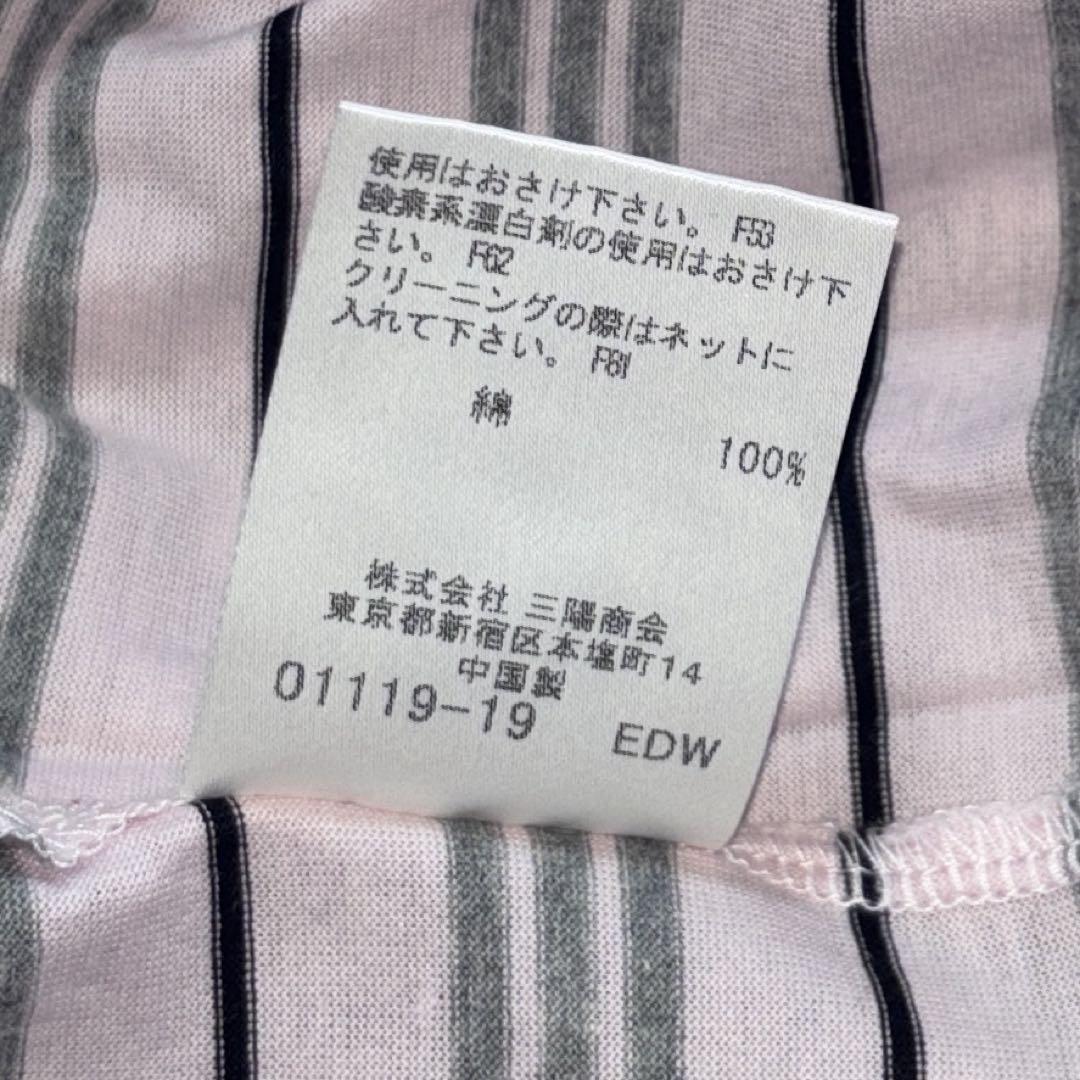 使用はおさけ下さい。 F53
酸素系漂白剤の使用はおさけ下
さい。 F62
クリーニングの際はネットに
入れて下さい。 F81
綿
100%
株式会社 三陽商会
東京都新宿区本塩町14
中国製
01119-19 EDW